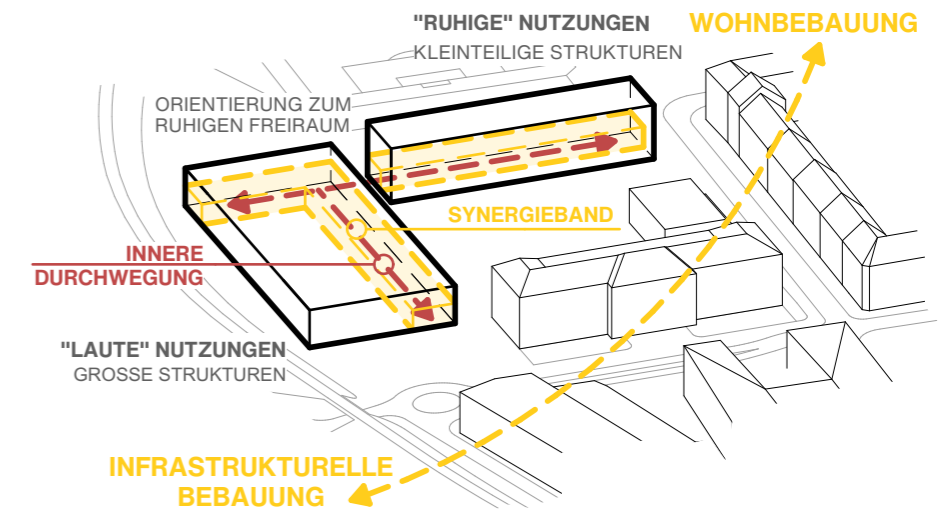 "RUHIGE" NUTZUNGEN
KLEINTEILIGE STRUKTUREN
WOHNBEBAUUNG
ORIENTIERUNG ZUM
RUHIGEN FREIRAUM
SYNERGIEBAND
INNERE
DURCHWEGUNG
"LAUTE" NUTZUNGEN
GROSSE STRUKTUREN
INFRASTRUKTURELLE
BEBAUUNG